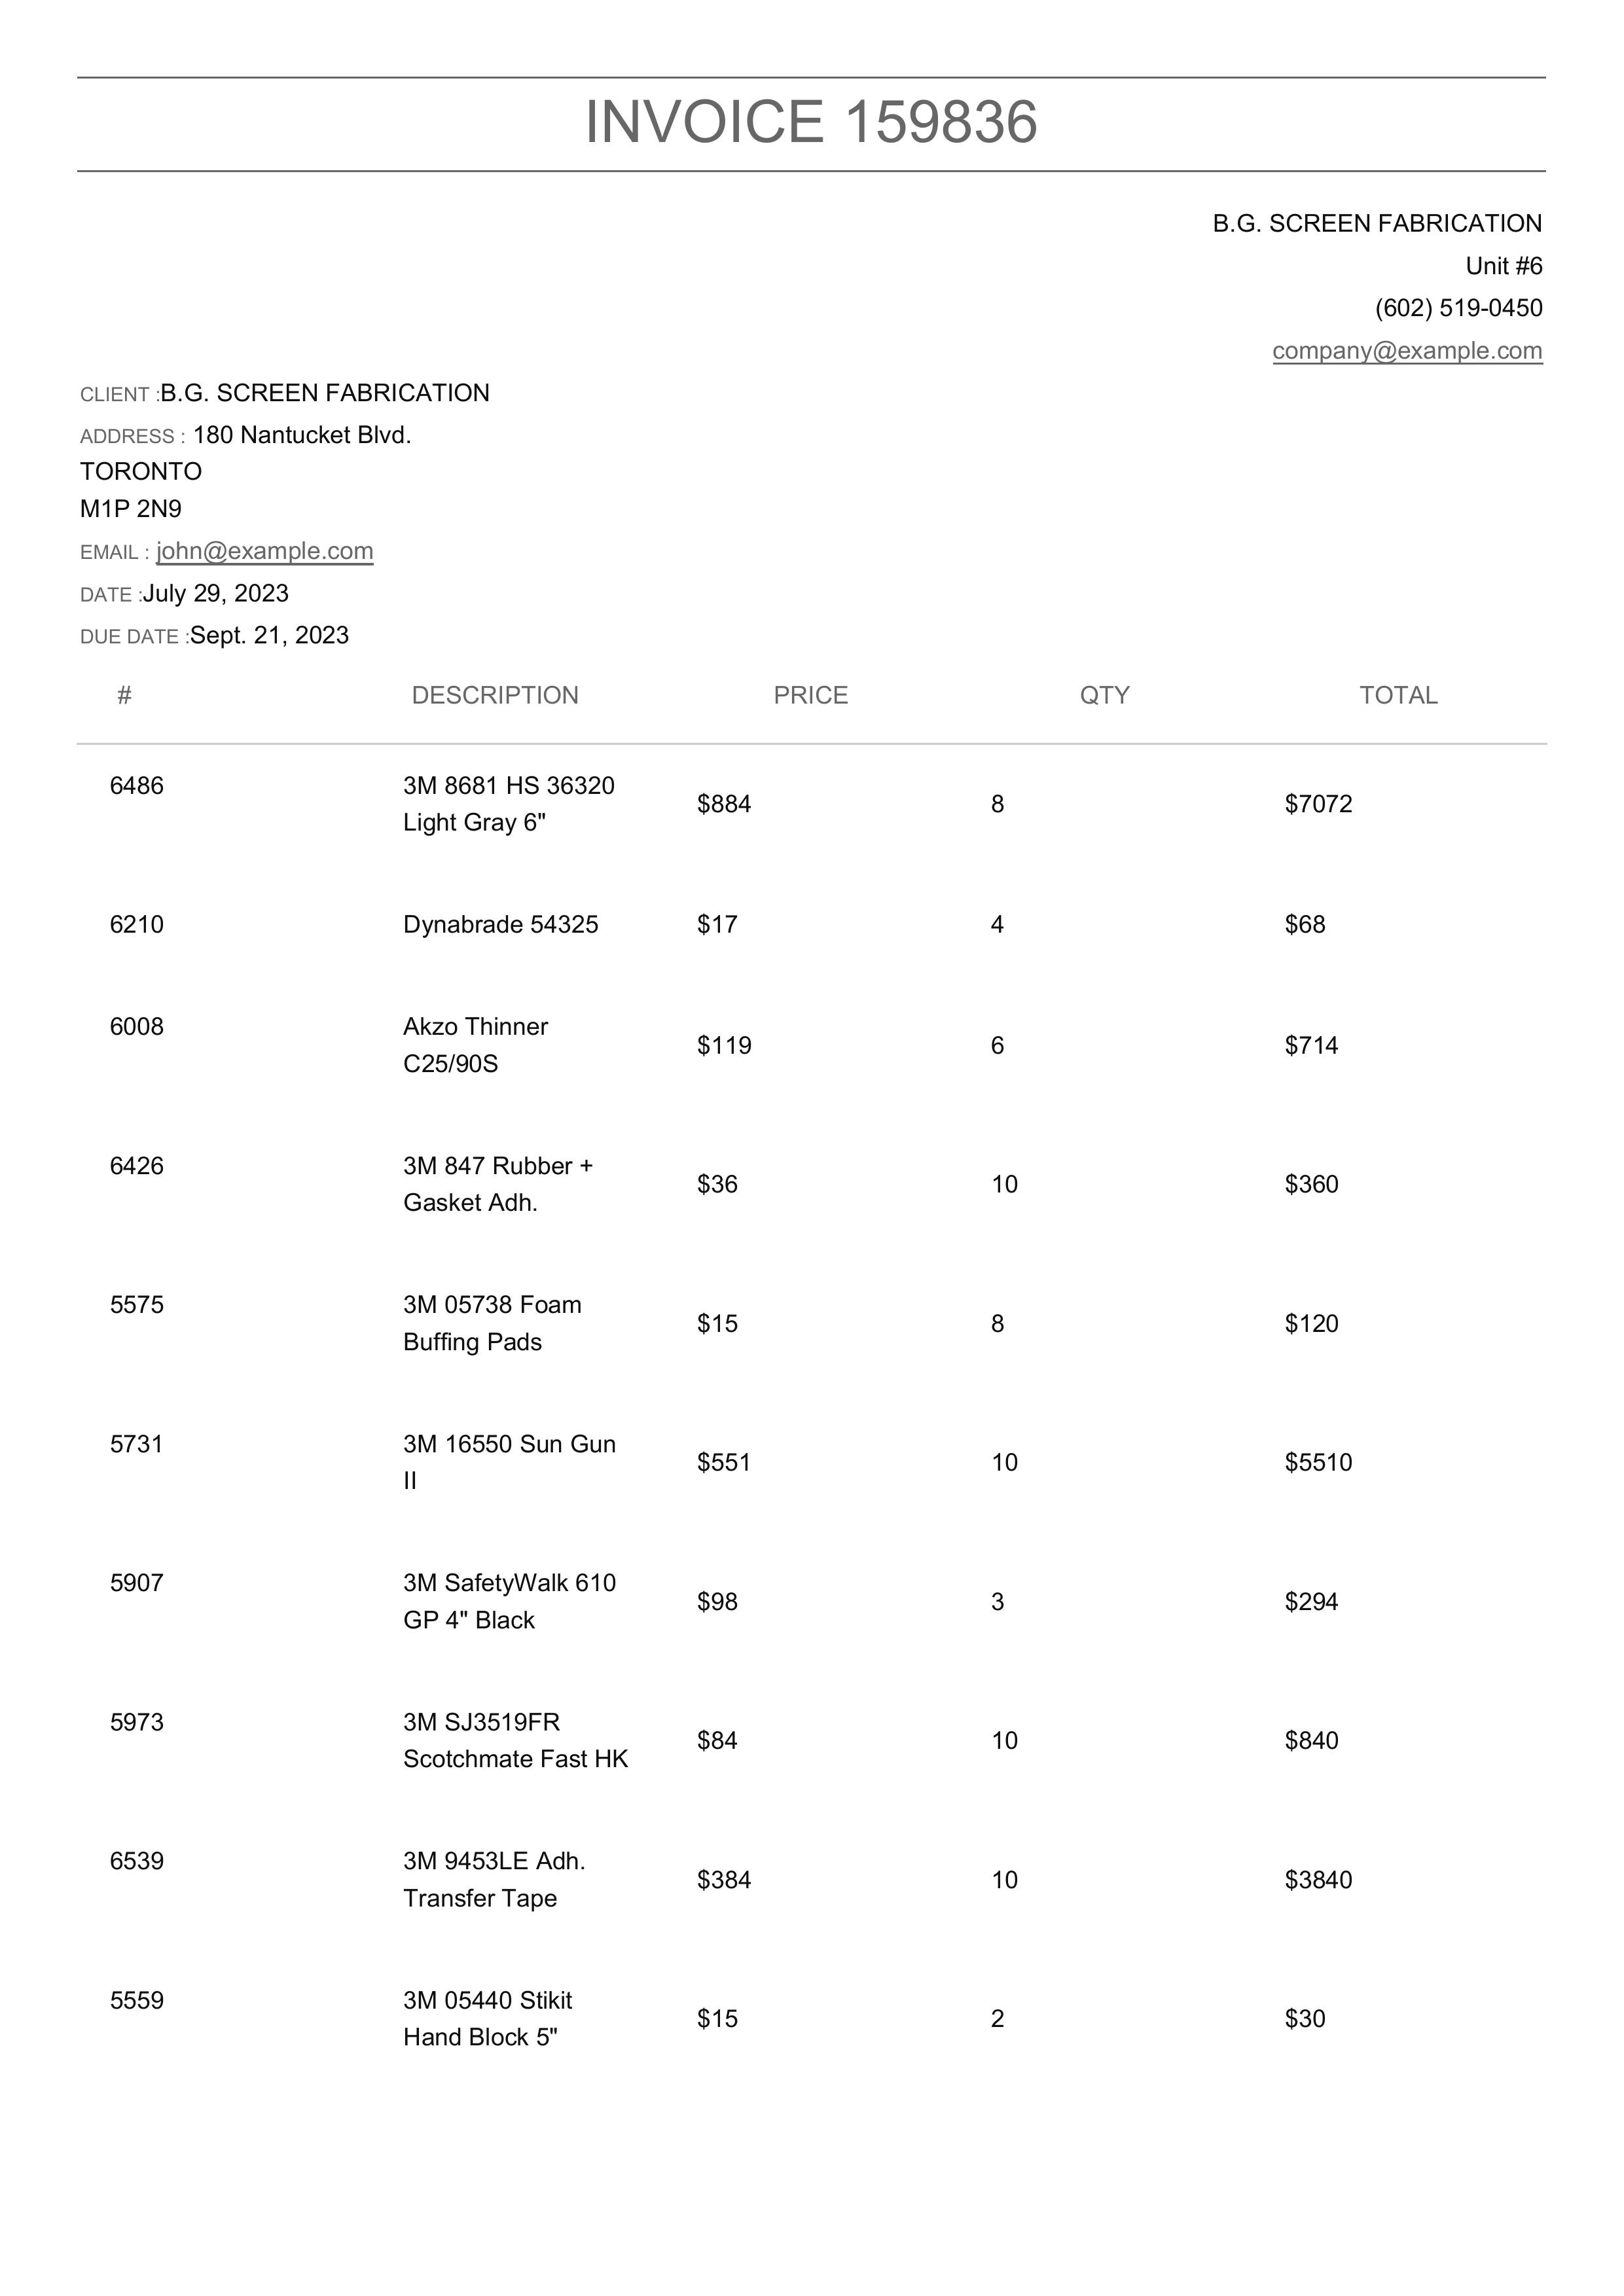 INVOICE 159836
B.G. SCREEN FABRICATION
Unit #6
(602) 519-0450
company@example.com
CLIENT :B.G. SCREEN FABRICATION
ADDRESS : 180 Nantucket Blvd.
TORONTO
M1P 2N9
EMAIL : john@example.com
DATE :July 29, 2023
DUE DATE :Sept. 21, 2023
# DESCRIPTION PRICE QTY TOTAL
6486 3M 8681 HS 36320 $884 8 $7072
Light Gray 6"
6210 Dynabrade 54325 $17 4 $68
6008 Akzo Thinner $119 6 $714
C25/90S
6426 3M 847 Rubber + $36 10 $360
Gasket Adh.
5575 3M 05738 Foam $15 8 $120
Buffing Pads
5731 3M 16550 Sun Gun $551 10 $5510
II
5907 3M SafetyWalk 610 $98 3 $294
GP 4" Black
5973 3M SJ3519FR $84 10 $840
Scotchmate Fast HK
6539 3M 9453LE Adh. $384 10 $3840
Transfer Tape
5559 3M 05440 Stikit $15 2 $30
Hand Block 5"